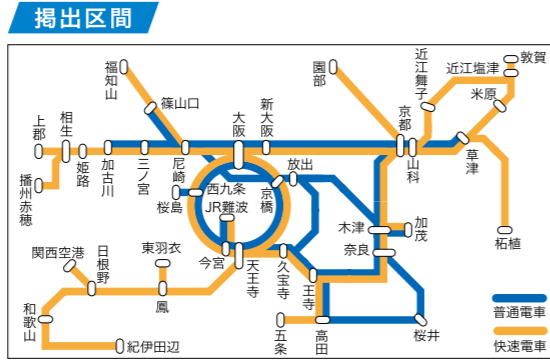 掲出区間
福知山
園部
近江舞子
近江塩津
敦賀
米原
上郡
相生
篠山口
大阪
新大阪
京都
山科
草津
姫路
加古川
三ノ宮
尼崎
放出
播州赤穂
西九条
京橋
桜島
JR難波
木津
加茂
柘植
奈良
関西空港
日根野
東羽衣
今宮
天王寺
久宝寺
王寺
鳳
和歌山
紀伊田辺
五条
高田
桜井
普通電車
快速電車